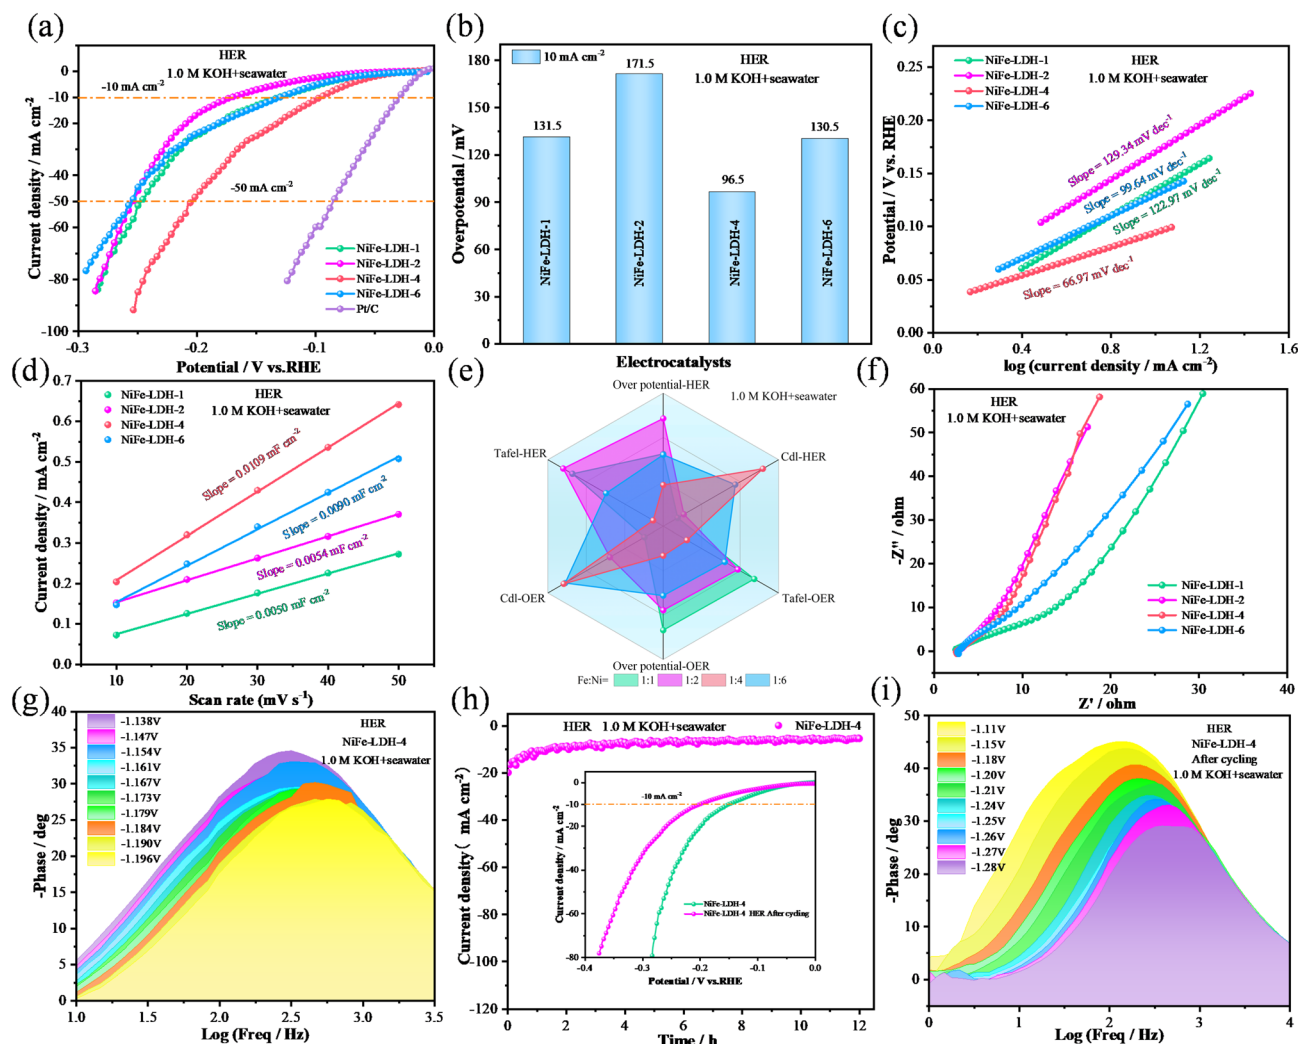 (a)
HER
1.0 M KOH+seawater
-10 mA cm-2
-50 mA cm-2
NiFe-LDH-1
NiFe-LDH-2
NiFe-LDH-4
NiFe-LDH-6
Pt/C
0
-10
-20
-30
-40
-50
-60
-70
-80
-100
Current density / mA cm-2
-0.3
-0.2
-0.1
0.0
Potential / V vs.RHE
(b)
10 mA cm-2
HER
1.0 M KOH+seawater
131.5
171.5
96.5
130.5
NiFe-LDH-1
NiFe-LDH-2
NiFe-LDH-4
NiFe-LDH-6
180
150
120
90
60
30
0
Overpotential / mV
Electrocatalysts
(c)
NiFe-LDH-1
NiFe-LDH-2
NiFe-LDH-4
NiFe-LDH-6
HER
1.0 M KOH+seawater
Slope = 129.34 mV dec-1
Slope = 99.64 mV dec-1
Slope = 122.97 mV dec-1
Slope = 66.97 mV dec-1
0.25
0.20
0.15
0.10
0.05
0.00
Potential / V vs. RHE
0.0
0.4
0.8
1.2
1.6
log (current density / mA cm-2)
(d)
NiFe-LDH-1
NiFe-LDH-2
NiFe-LDH-4
NiFe-LDH-6
HER
1.0 M KOH+seawater
Slope = 0.0109 mF cm-2
Slope = 0.0090 mF cm-2
Slope = 0.0054 mF cm-2
Slope = 0.0050 mF cm-2
0.7
0.6
0.5
0.4
0.3
0.2
0.1
0.0
Current density / mA cm-2
10
20
30
40
50
Scan rate (mV s-1)
(e)
Over potential-HER
1.0 M KOH+seawater
Tafel-HER
Cdl-HER
Cdl-OER
Tafel-OER
Over potential-OER
Fe:Ni= 1:1 1:2 1:4 1:6
(f)
HER
1.0 M KOH+seawater
NiFe-LDH-1
NiFe-LDH-2
NiFe-LDH-4
NiFe-LDH-6
-60
-50
-40
-30
-20
-10
0
-Z'' / ohm
0
10
20
30
40
Z' / ohm
(g)
-1.138V
-1.147V
-1.154V
-1.161V
-1.167V
-1.173V
-1.179V
-1.184V
-1.190V
-1.196V
HER
NiFe-LDH-4
1.0 M KOH+seawater
40
35
30
25
20
15
10
5
0
-Phase / deg
1.0
1.5
2.0
2.5
3.0
3.5
Log (Freq / Hz)
(h)
HER 1.0 M KOH+seawater
NiFe-LDH-4
0
-20
-40
-60
-80
-100
-120
Current density( mA cm-2)
0
2
4
6
8
10
12
Time / h
-10 mA cm-2
NiFe-LDH-4
NiFe-LDH-4 HER After cycling
0
-10
-20
-40
-60
-80
Current density / mA cm-2
-0.4
-0.3
-0.2
-0.1
0.0
Potential / V vs.RHE
(i)
-1.11V
-1.15V
-1.18V
-1.20V
-1.21V
-1.24V
-1.25V
-1.26V
-1.27V
-1.28V
HER
NiFe-LDH-4
After cycling
1.0 M KOH+seawater
50
40
30
20
10
0
-Phase / deg
0
1
2
3
4
Log (Freq / Hz)